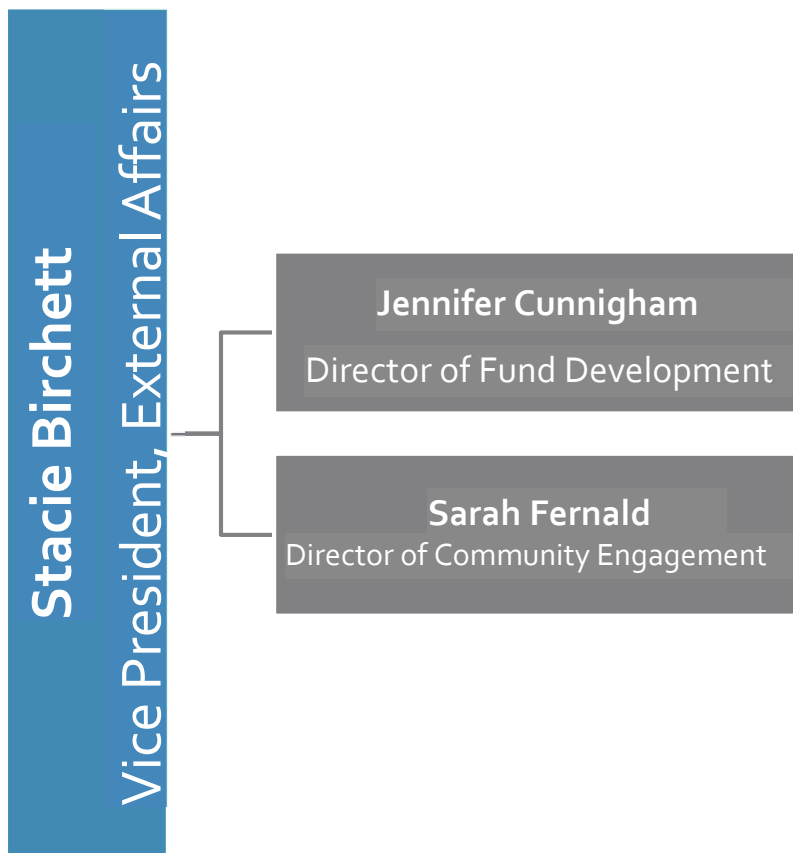 Stacie Birchett
Vice President, External Affairs
Jennifer Cunnigham
Director of Fund Development
Sarah Fernald
Director of Community Engagement